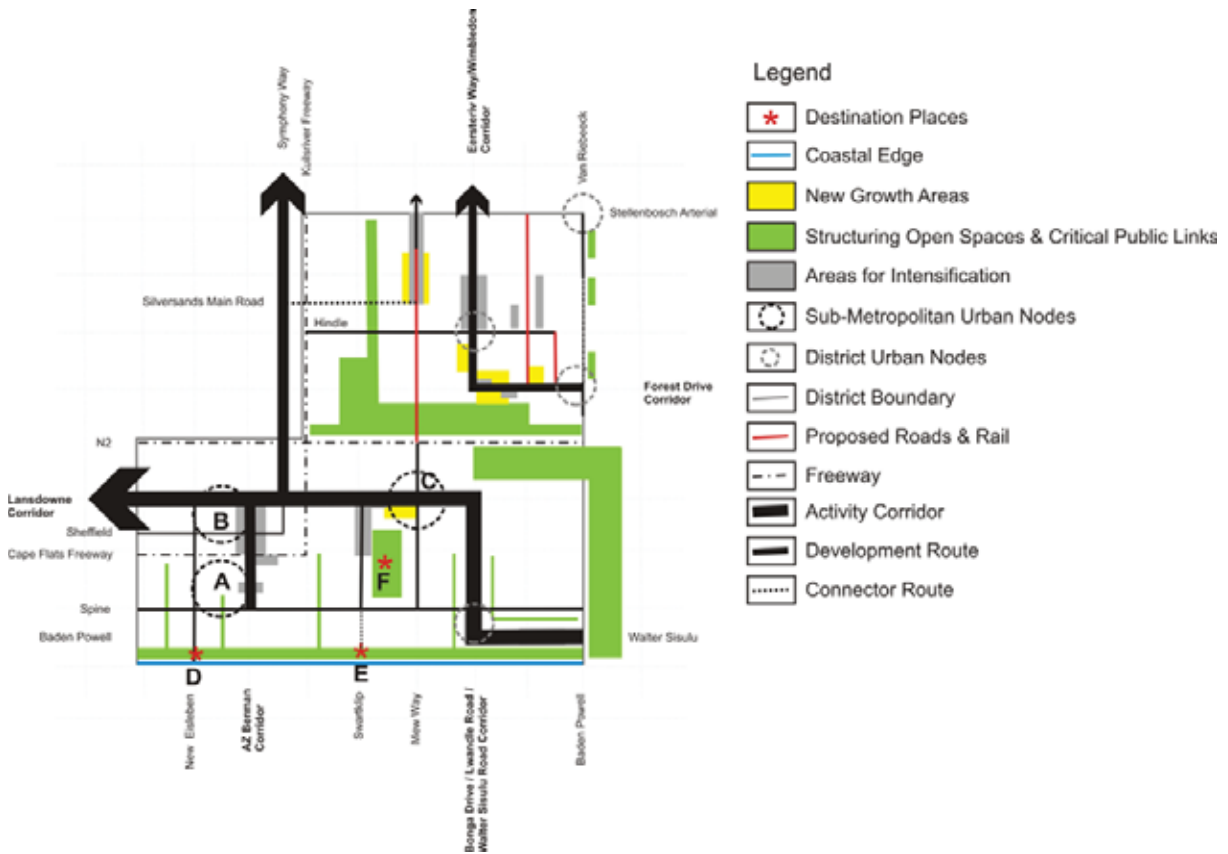 Symphony Way
Kuilsriver Freeway
Eersteriv Way/Wimbledon
Corridor
Van Riebeeck
Stellenbosch Arterial
Silversands Main Road
Hindle
Forest Drive
Corridor
N2
Lansdowne
Corridor
C
B
Sheffield
Cape Flats Freeway
A
F
Spine
Baden Powell
Walter Sisulu
D
E
New Eisleben
AZ Berman
Corridor
Swartklip
Mew Way
Bonga Drive / Lwandle Road /
Walter Sisulu Road Corridor
Baden Powell
Legend
Destination Places
Coastal Edge
New Growth Areas
Structuring Open Spaces & Critical Public Links
Areas for Intensification
Sub-Metropolitan Urban Nodes
District Urban Nodes
District Boundary
Proposed Roads & Rail
Freeway
Activity Corridor
Development Route
Connector Route